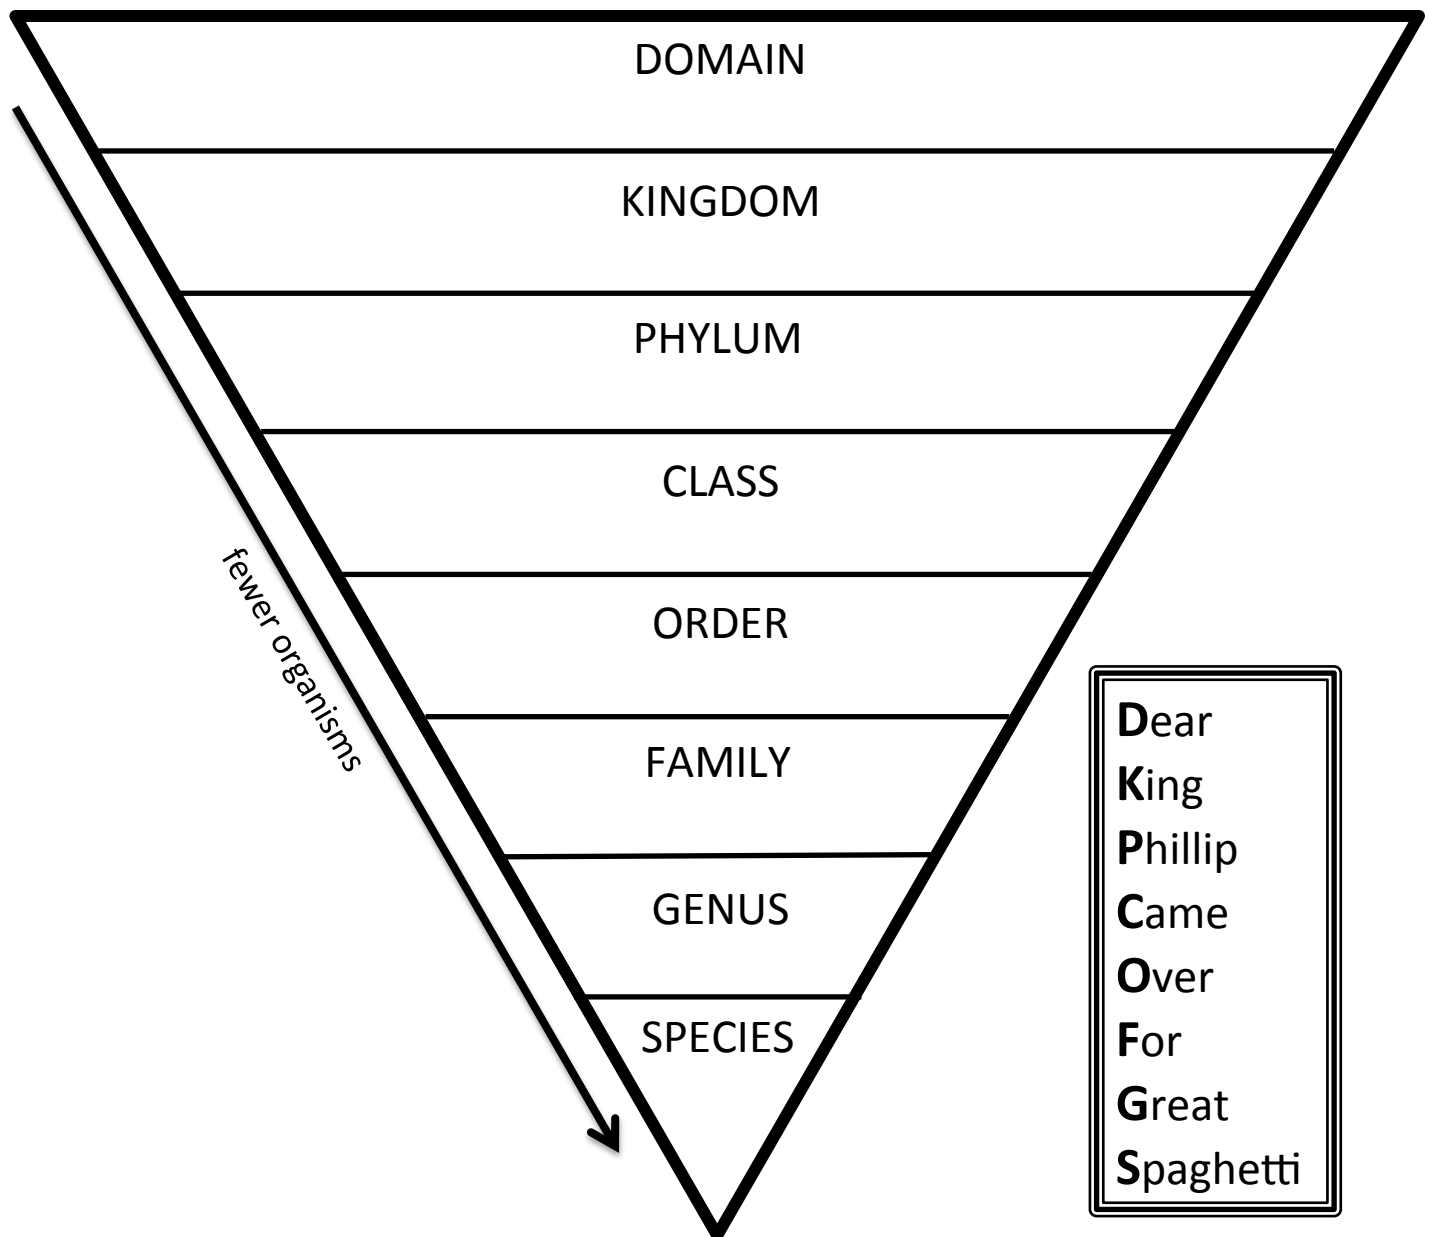 DOMAIN
KINGDOM
PHYLUM
CLASS
ORDER
FAMILY
GENUS
SPECIES
fewer organisms
Dear
King
Phillip
Came
Over
For
Great
Spaghetti